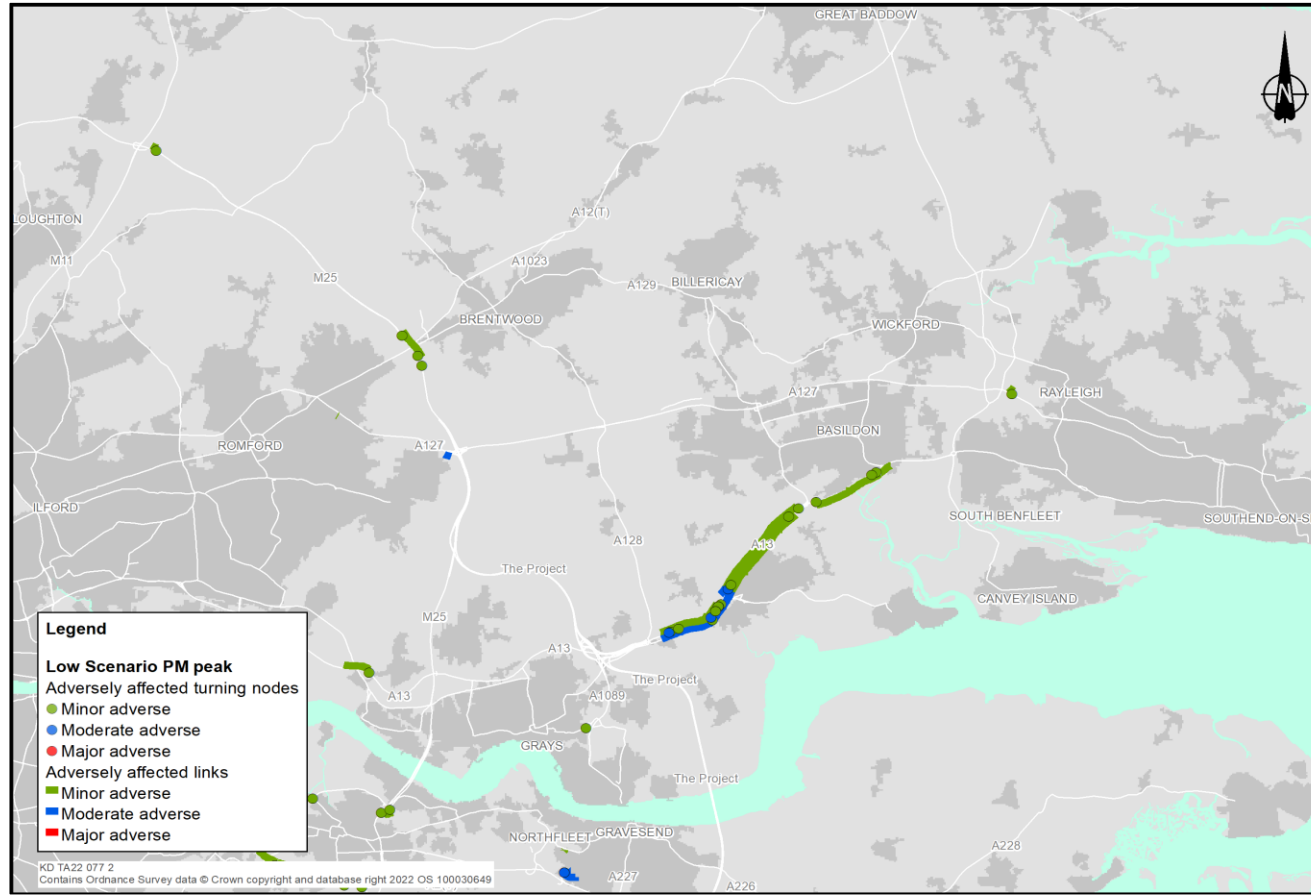 GREAT BADDOW
N
LOUGHTON
M11
A12(T)
M25
A1023
A129
BILLERICAY
BRENTWOOD
WICKFORD
A127
RAYLEIGH
BASILDON
ROMFORD
A127
ILFORD
SOUTH BENFLEET
SOUTHEND-ON-S
A128
A13
The Project
CANVEY ISLAND
M25
A13
The Project
A13
A1089
GRAYS
The Project
NORTHFLEET
GRAVESEND
A228
A227
A226
Legend
Low Scenario PM peak
Adversely affected turning nodes
Minor adverse
Moderate adverse
Major adverse
Adversely affected links
Minor adverse
Moderate adverse
Major adverse
KD TA22 077 2
Contains Ordnance Survey data © Crown copyright and database right 2022 OS 100030649